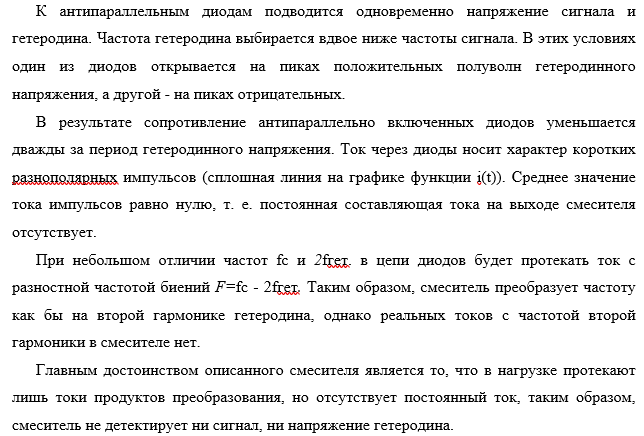 К антипараллельным диодам подводится одновременно напряжение сигнала и
гетеродина. Частота гетеродина выбирается вдвое ниже частоты сигнала. В этих условиях
один из диодов открывается на пиках положительных полуволн гетеродинного
напряжения, а другой - на пиках отрицательных.
В результате сопротивление антипараллельно включенных диодов уменьшается
дважды за период гетеродинного напряжения. Ток через диоды носит характер коротких
разнополярных импульсов (сплошная линия на графике функции i(t)). Среднее значение
тока импульсов равно нулю, т. е. постоянная составляющая тока на выходе смесителя
отсутствует.
При небольшом отличии частот fc и 2fгет. в цепи диодов будет протекать ток с
разностной частотой биений F=fc - 2fгет. Таким образом, смеситель преобразует частоту
как бы на второй гармонике гетеродина, однако реальных токов с частотой второй
гармоники в смесителе нет.
Главным достоинством описанного смесителя является то, что в нагрузке протекают
лишь токи продуктов преобразования, но отсутствует постоянный ток, таким образом,
смеситель не детектирует ни сигнал, ни напряжение гетеродина.